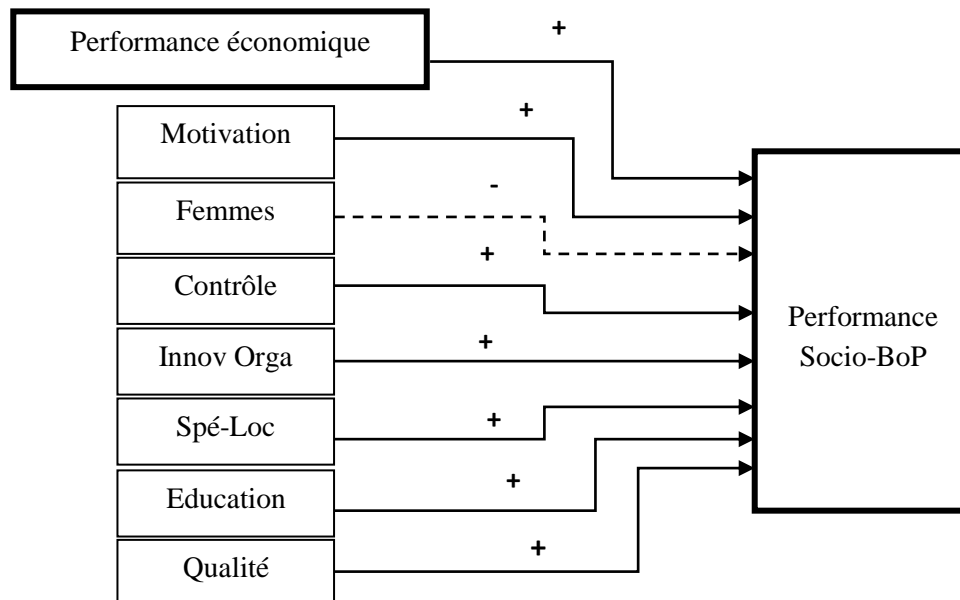 +
Performance économique
+
Motivation
-
Femmes
+
Contrôle
Performance
Socio-BoP
+
Innov Orga
+
Spé-Loc
+
Education
+
Qualité